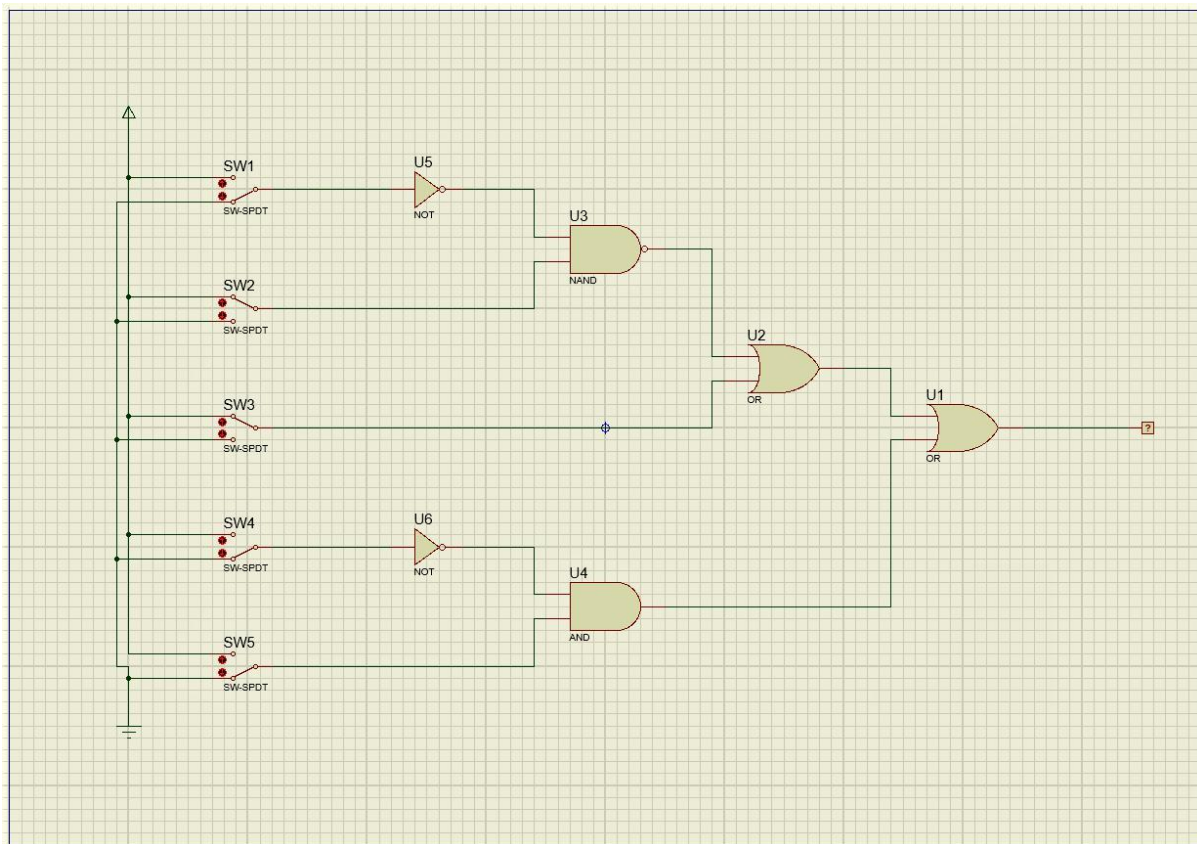 SW1
SW-SPDT
U5
NOT
U3
NAND
SW2
SW-SPDT
U2
OR
SW3
SW-SPDT
U1
OR
?
SW4
SW-SPDT
U6
NOT
U4
AND
SW5
SW-SPDT